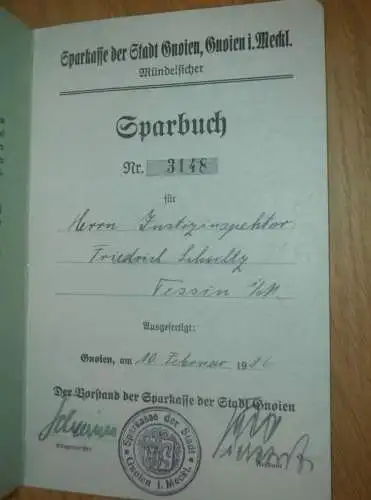 Sparkasse der Stadt Gnoien, Gnoien i. Meckl.
Mündelsicher
Sparbuch
Nr. 3148
für
Herrn Justizinspektor
Friedrich Schultz
Tessin i/M.
Ausgefertigt:
Gnoien, am 10. Februar 1936
Der Vorstand der Sparkasse der Stadt Gnoien
Sparkasse der Stadt
Gnoien i. Meckl.